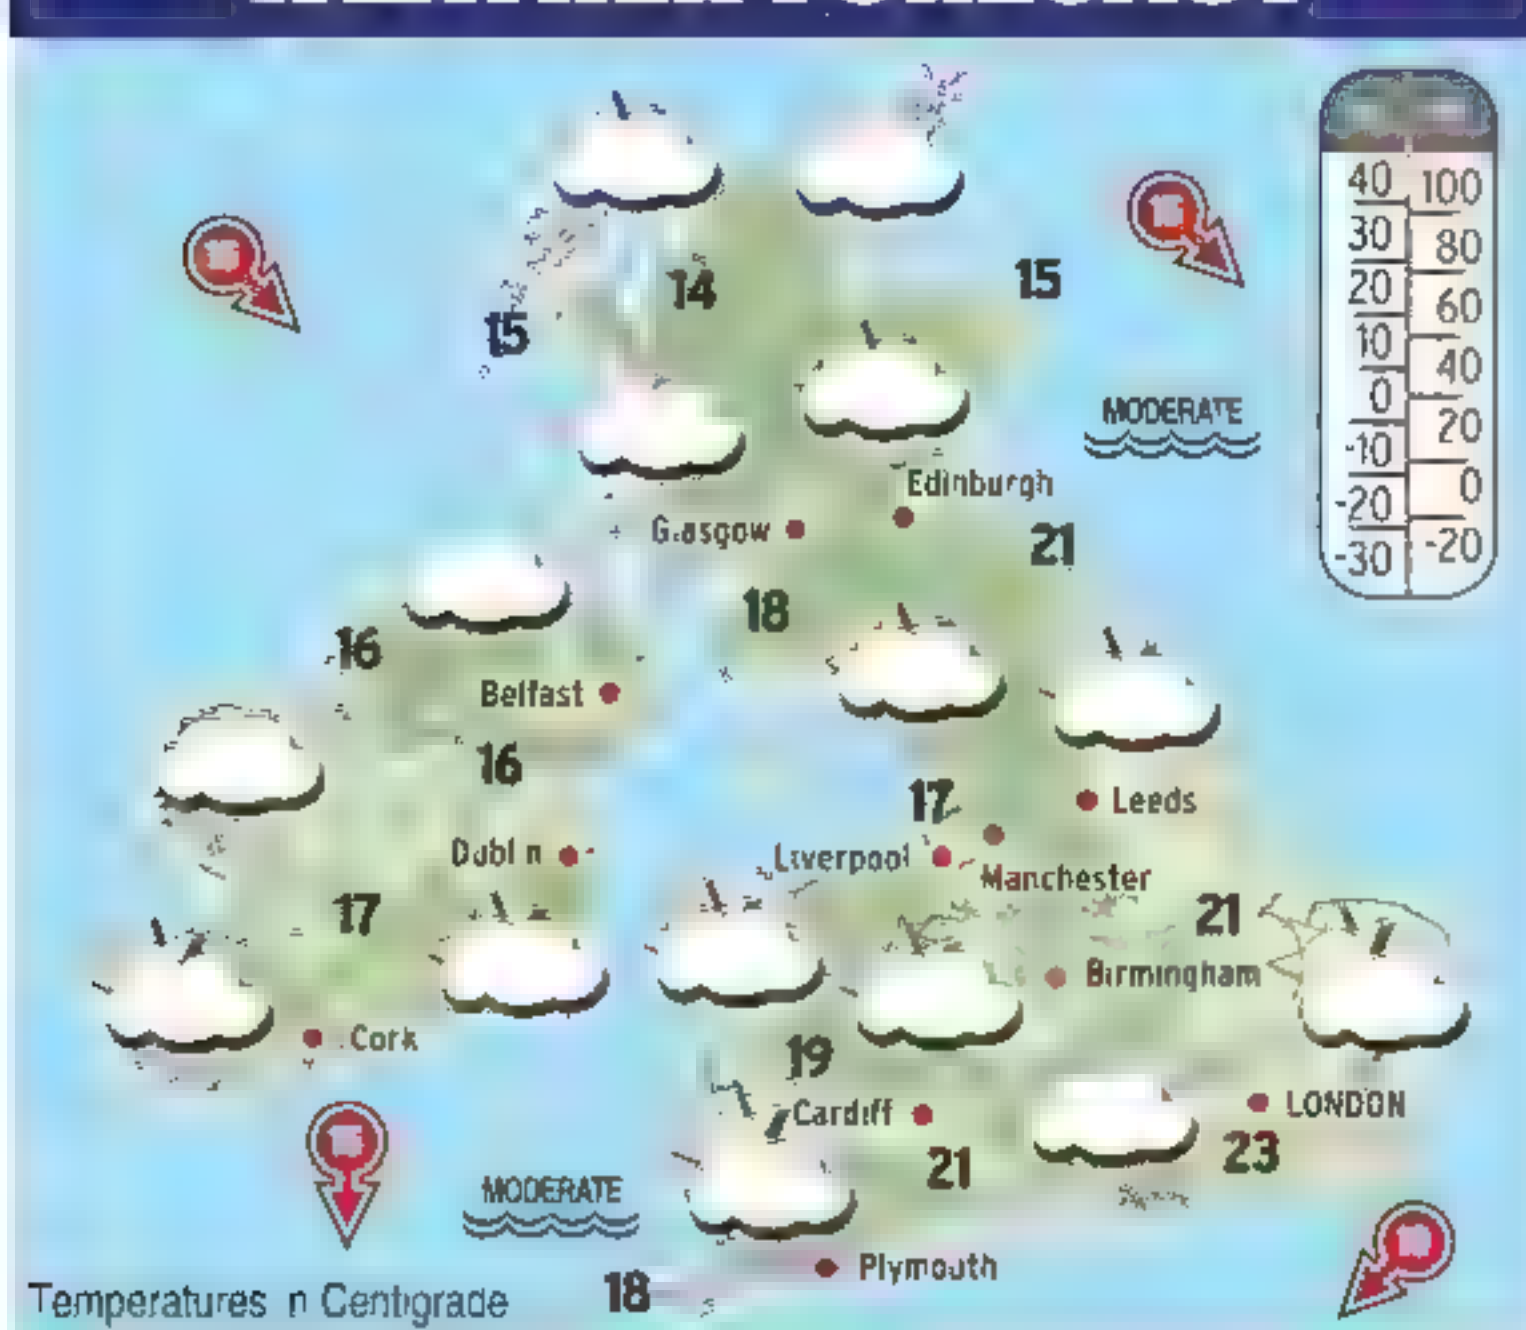 40 100
30 80
20 60
10 40
0 20
-10 0
-20 -20
-30
14
15
15
MODERATE
Edinburgh
Glasgow
21
18
16
Belfast
16
17
Leeds
Dublin
Liverpool
Manchester
17
21
Birmingham
Cork
19
LONDON
Cardiff
23
21
MODERATE
Plymouth
18
Temperatures in Centigrade